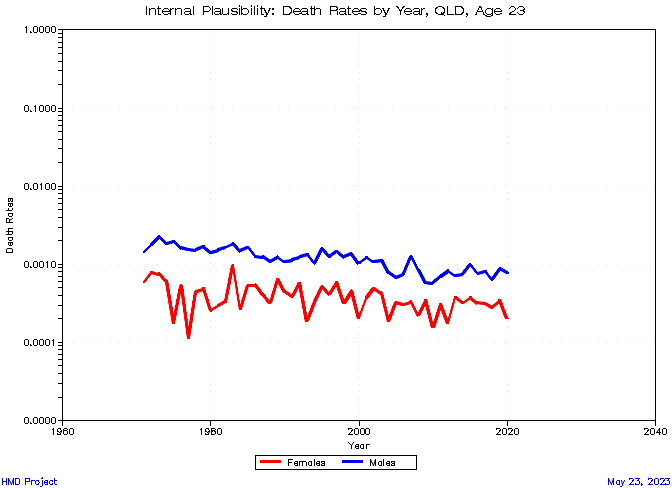 Internal Plausibility: Death Rates by Year, QLD, Age 23
1.0000
0.1000
0.0100
0.0010
0.0001
0.0000
Death Rates
1960
1980
2000
2020
2040
Year
Females
Males
HMD Project
May 23, 2023